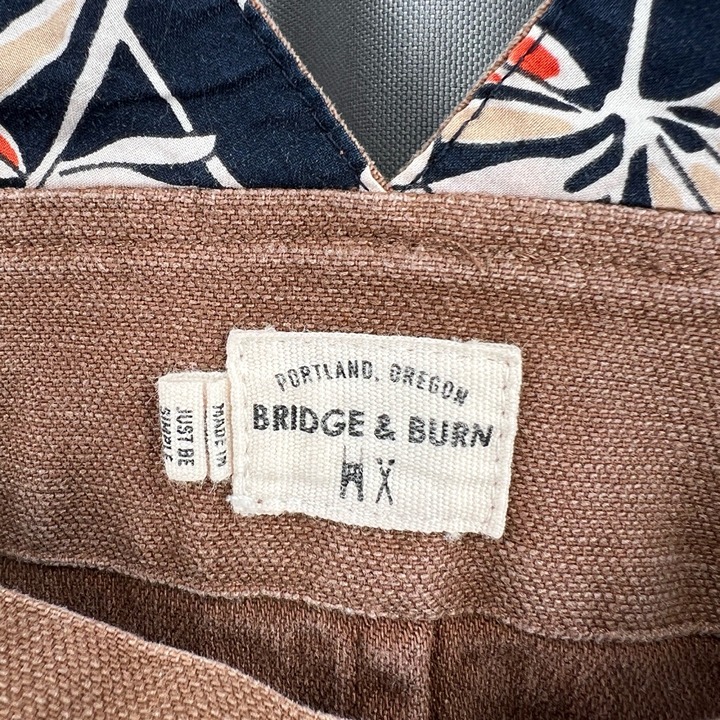 PORTLAND, OREGON
BRIDGE & BURN
MADE IN
JUST BE
SIMPLE